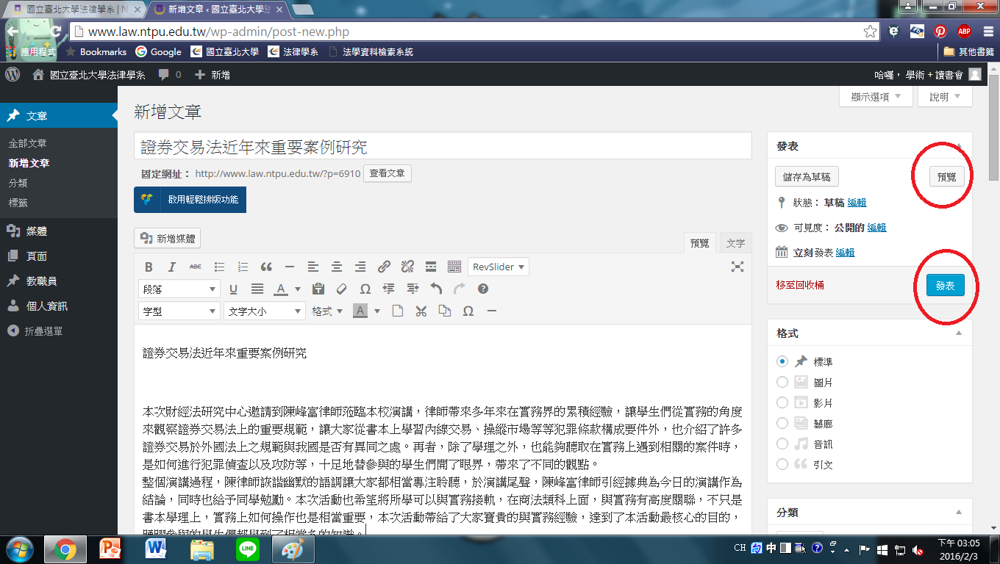 國立臺北大學法律學系 | N
新增文章 ‹ 國立臺北大學法
www.law.ntpu.edu.tw/wp-admin/post-new.php
ABP
應用程式 Bookmarks Google 國立臺北大學 法律學系 法學資料檢索系統 其他書籤
國立臺北大學法律學系 0 新增 哈囉， 學術 + 讀書會
顯示選項 說明
文章
全部文章
新增文章
分類
標籤
媒體
頁面
教職員
個人資訊
折疊選單
新增文章
證券交易法近年來重要案例研究
固定網址： http://www.law.ntpu.edu.tw/?p=6910 查看文章
啟用輕鬆排版功能
新增媒體
預覽 文字
B I ABC RevSlider
段落 U A Ω
字型 文字大小 格式 A Ω
證券交易法近年來重要案例研究
本次財經法研究中心邀請到陳峰富律師蒞臨本校演講，律師帶來多年來在實務界的累積經驗，讓學生們從實務的角度
來觀察證券交易法上的重要規範，讓大家從書本上學習內線交易、操縱市場等等犯罪條款構成要件外，也介紹了許多
證券交易於外國法上之規範與我國是否有異同之處。再者，除了學理之外，也能夠聽取在實務上遇到相關的案件時，
是如何進行犯罪偵查以及攻防等，十足地替參與的學生們開了眼界，帶來了不同的觀點。
整個演講過程，陳律師詼諧幽默的語調讓大家都相當專注聆聽，於演講尾聲，陳峰富律師引經據典為今日的演講作為
結論，同時也給予同學勉勵。本次活動也希望將所學可以與實務接軌，在商法類科上面，與實務有高度關聯，不只是
書本學理上，實務上如何操作也是相當重要，本次活動帶給了大家寶貴的與實務經驗，達到了本活動最核心的目的，
踴躍參與的學生們都學到了相當多的知識。
發表
儲存為草稿 預覽
狀態： 草稿 編輯
可見度： 公開的 編輯
立刻 發表 編輯
移至回收桶 發表
格式
標準
圖片
影片
藝廊
音訊
引文
分類
LINE
CH 中
下午 03:05
2016/2/3